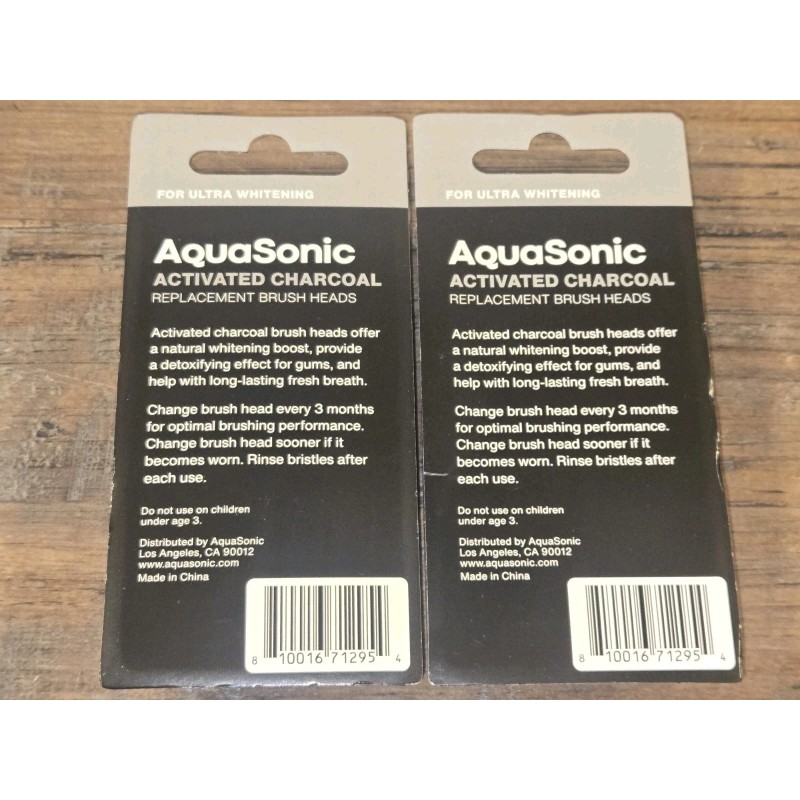 FOR ULTRA WHITENING
AquaSonic
ACTIVATED CHARCOAL
REPLACEMENT BRUSH HEADS
Activated charcoal brush heads offer
a natural whitening boost, provide
a detoxifying effect for gums, and
help with long-lasting fresh breath.
Change brush head every 3 months
for optimal brushing performance.
Change brush head sooner if it
becomes worn. Rinse bristles after
each use.
Do not use on children
under age 3.
Distributed by AquaSonic
Los Angeles, CA 90012
www.aquasonic.com
Made in China
8 10016 71295 4
FOR ULTRA WHITENING
AquaSonic
ACTIVATED CHARCOAL
REPLACEMENT BRUSH HEADS
Activated charcoal brush heads offer
a natural whitening boost, provide
a detoxifying effect for gums, and
help with long-lasting fresh breath.
Change brush head every 3 months
for optimal brushing performance.
Change brush head sooner if it
becomes worn. Rinse bristles after
each use.
Do not use on children
under age 3.
Distributed by AquaSonic
Los Angeles, CA 90012
www.aquasonic.com
Made in China
8 10016 71295 4